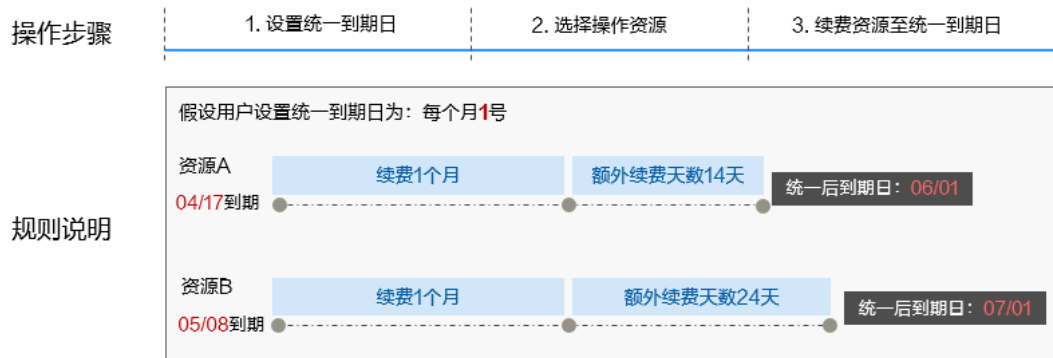 操作步骤
1. 设置统一到期日
2. 选择操作资源
3. 续费资源至统一到期日
规则说明
假设用户设置统一到期日为：每个月1号
资源A
04/17到期
续费1个月
额外续费天数14天
统一后到期日：06/01
资源B
05/08到期
续费1个月
额外续费天数24天
统一后到期日：07/01